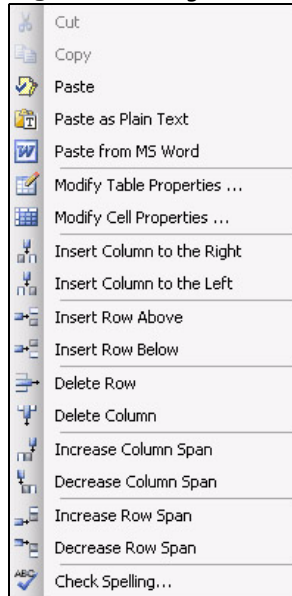 Cut
Copy
Paste
Paste as Plain Text
Paste from MS Word
Modify Table Properties ...
Modify Cell Properties ...
Insert Column to the Right
Insert Column to the Left
Insert Row Above
Insert Row Below
Delete Row
Delete Column
Increase Column Span
Decrease Column Span
Increase Row Span
Decrease Row Span
Check Spelling...